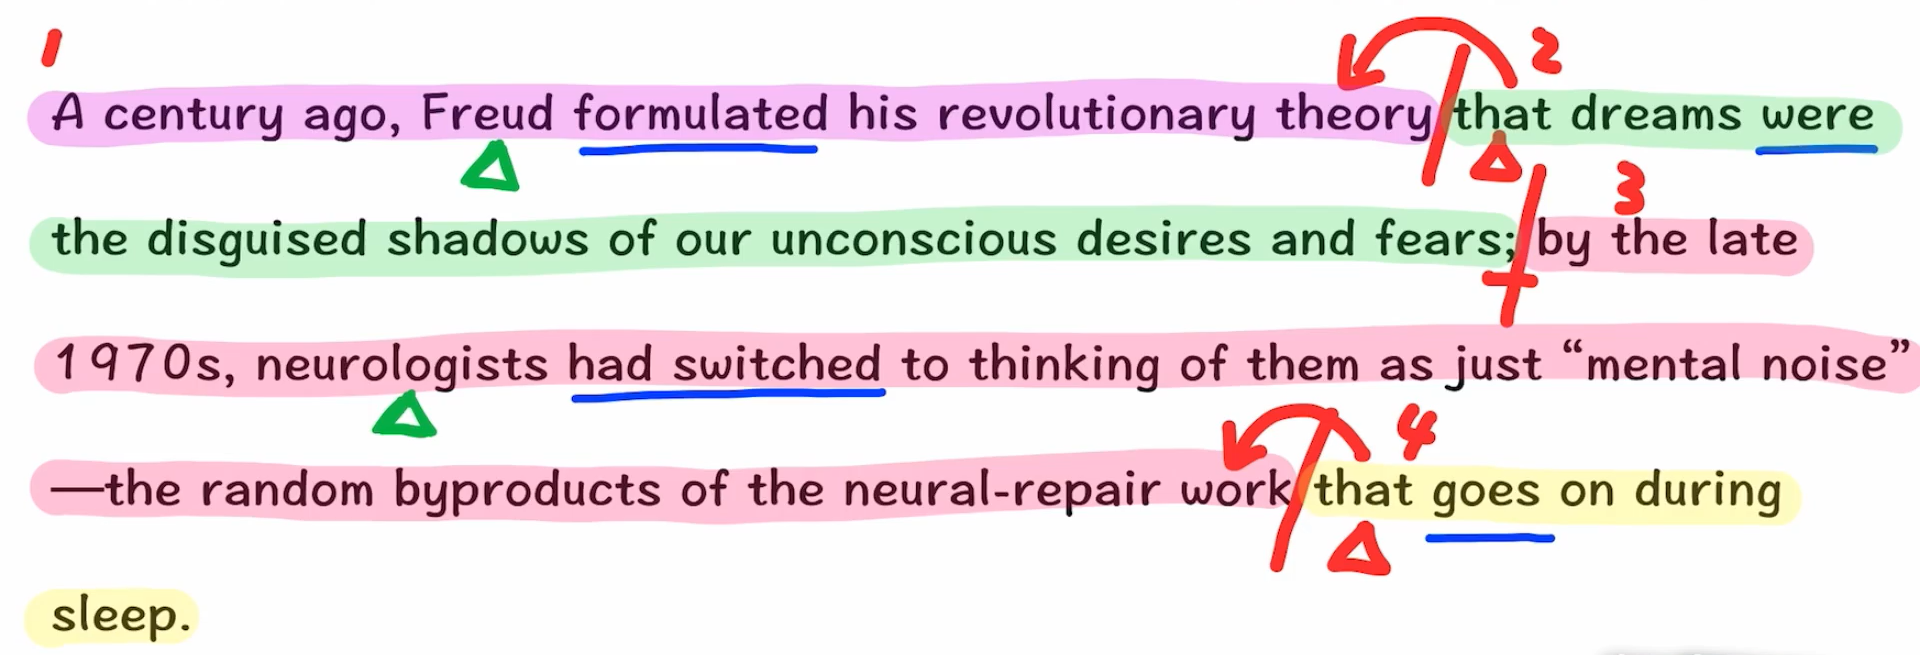 1
2
A century ago, Freud formulated his revolutionary theory that dreams were
3
the disguised shadows of our unconscious desires and fears; by the late
1970s, neurologists had switched to thinking of them as just “mental noise”
4
—the random byproducts of the neural-repair work that goes on during
sleep.